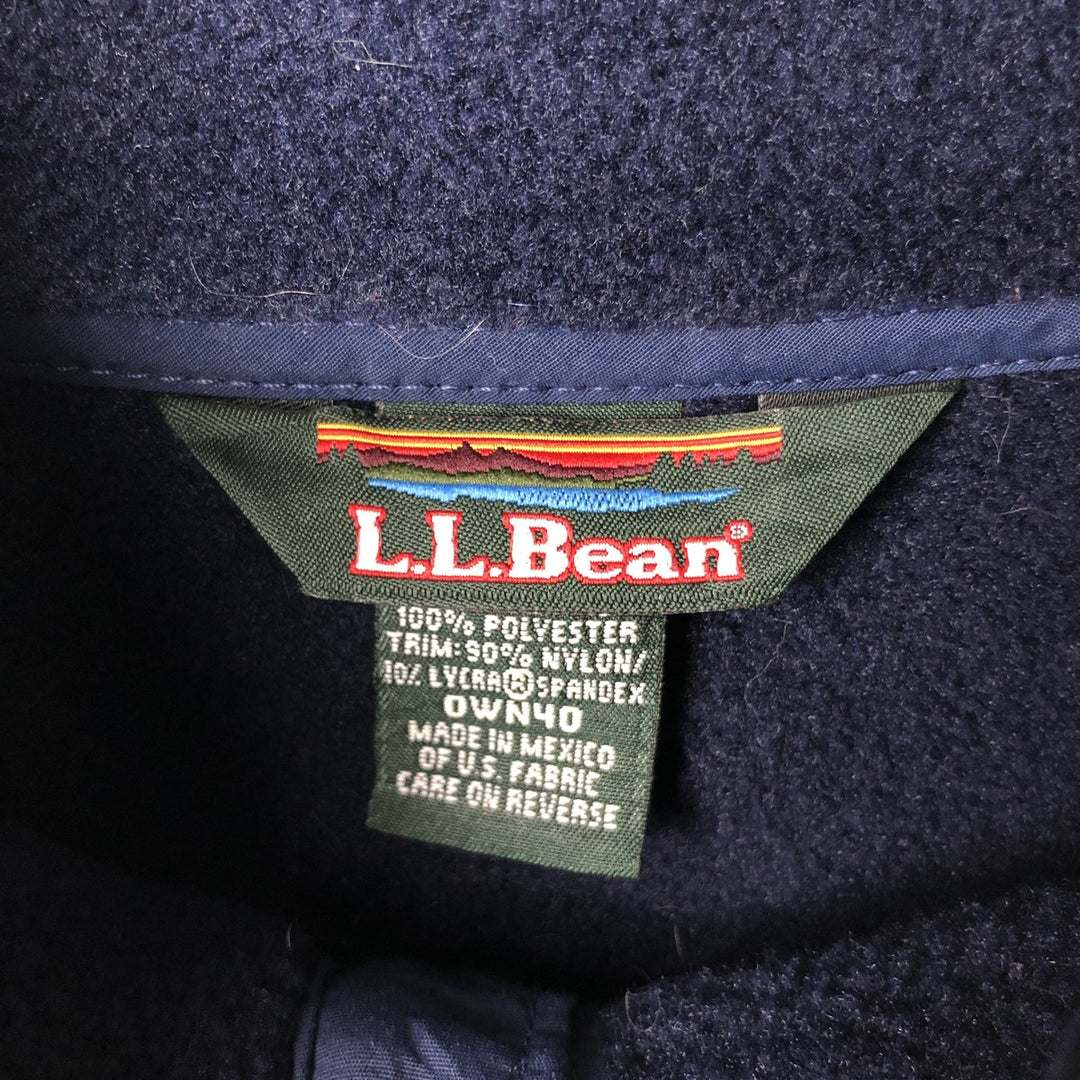 L.L.Bean®
100% POLYESTER
TRIM: 90% NYLON/
10% LYCRA® SPANDEX
OWN40
MADE IN MEXICO
OF U.S. FABRIC
CARE ON REVERSE